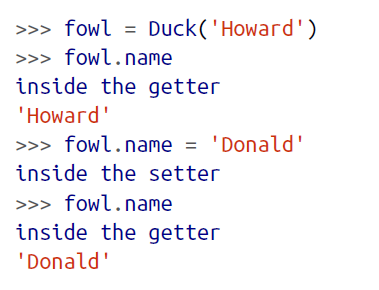 >>> fowl = Duck('Howard')
>>> fowl.name
inside the getter
'Howard'
>>> fowl.name = 'Donald'
inside the setter
>>> fowl.name
inside the getter
'Donald'